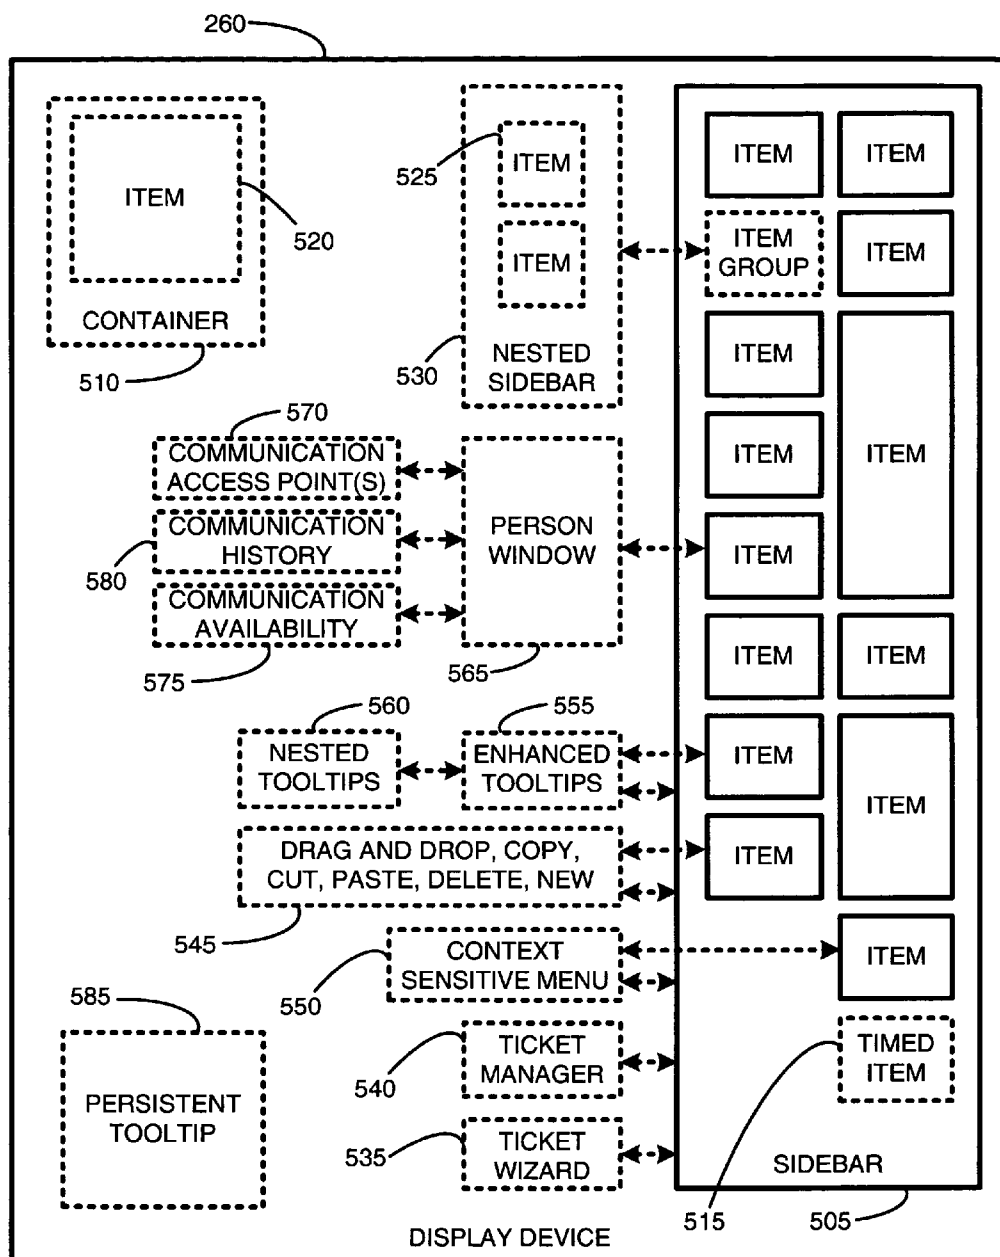 260
ITEM
520
CONTAINER
510
525
ITEM
ITEM
530
NESTED
SIDEBAR
ITEM
ITEM
ITEM
GROUP
ITEM
ITEM
ITEM
ITEM
ITEM
ITEM
ITEM
ITEM
ITEM
ITEM
ITEM
570
COMMUNICATION
ACCESS POINT(S)
COMMUNICATION
HISTORY
580
COMMUNICATION
AVAILABILITY
575
PERSON
WINDOW
565
560
555
NESTED
TOOLTIPS
ENHANCED
TOOLTIPS
DRAG AND DROP, COPY,
CUT, PASTE, DELETE, NEW
545
CONTEXT
SENSITIVE MENU
550
ITEM
585
PERSISTENT
TOOLTIP
540
TICKET
MANAGER
535
TICKET
WIZARD
TIMED
ITEM
SIDEBAR
515
505
DISPLAY DEVICE